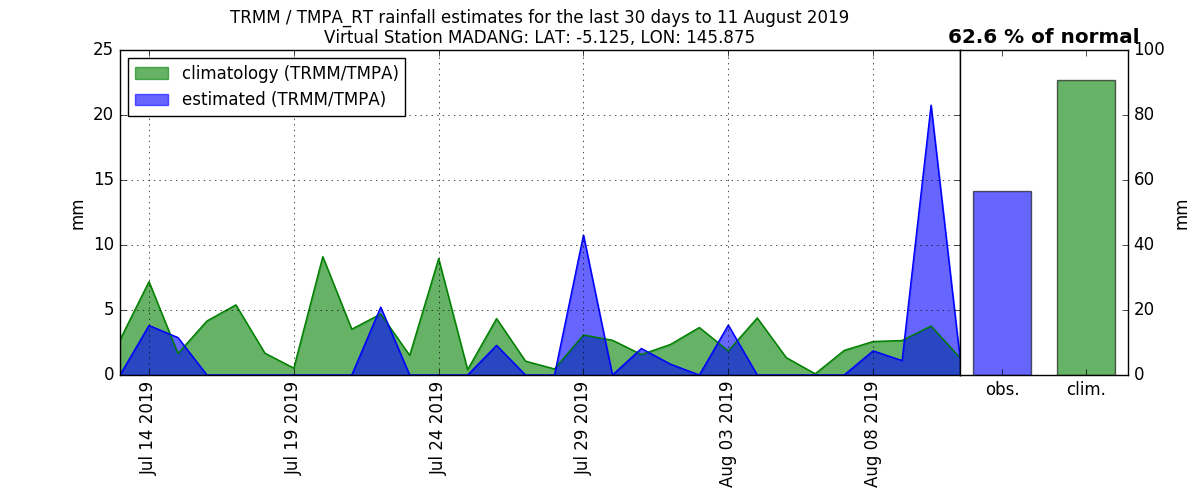 TRMM / TMPA_RT rainfall estimates for the last 30 days to 11 August 2019
Virtual Station MADANG: LAT: -5.125, LON: 145.875
62.6 % of normal
climatology (TRMM/TMPA)
estimated (TRMM/TMPA)
25
20
15
10
5
0
mm
Jul 14 2019
Jul 19 2019
Jul 24 2019
Jul 29 2019
Aug 03 2019
Aug 08 2019
obs.
clim.
100
80
60
40
20
0
mm